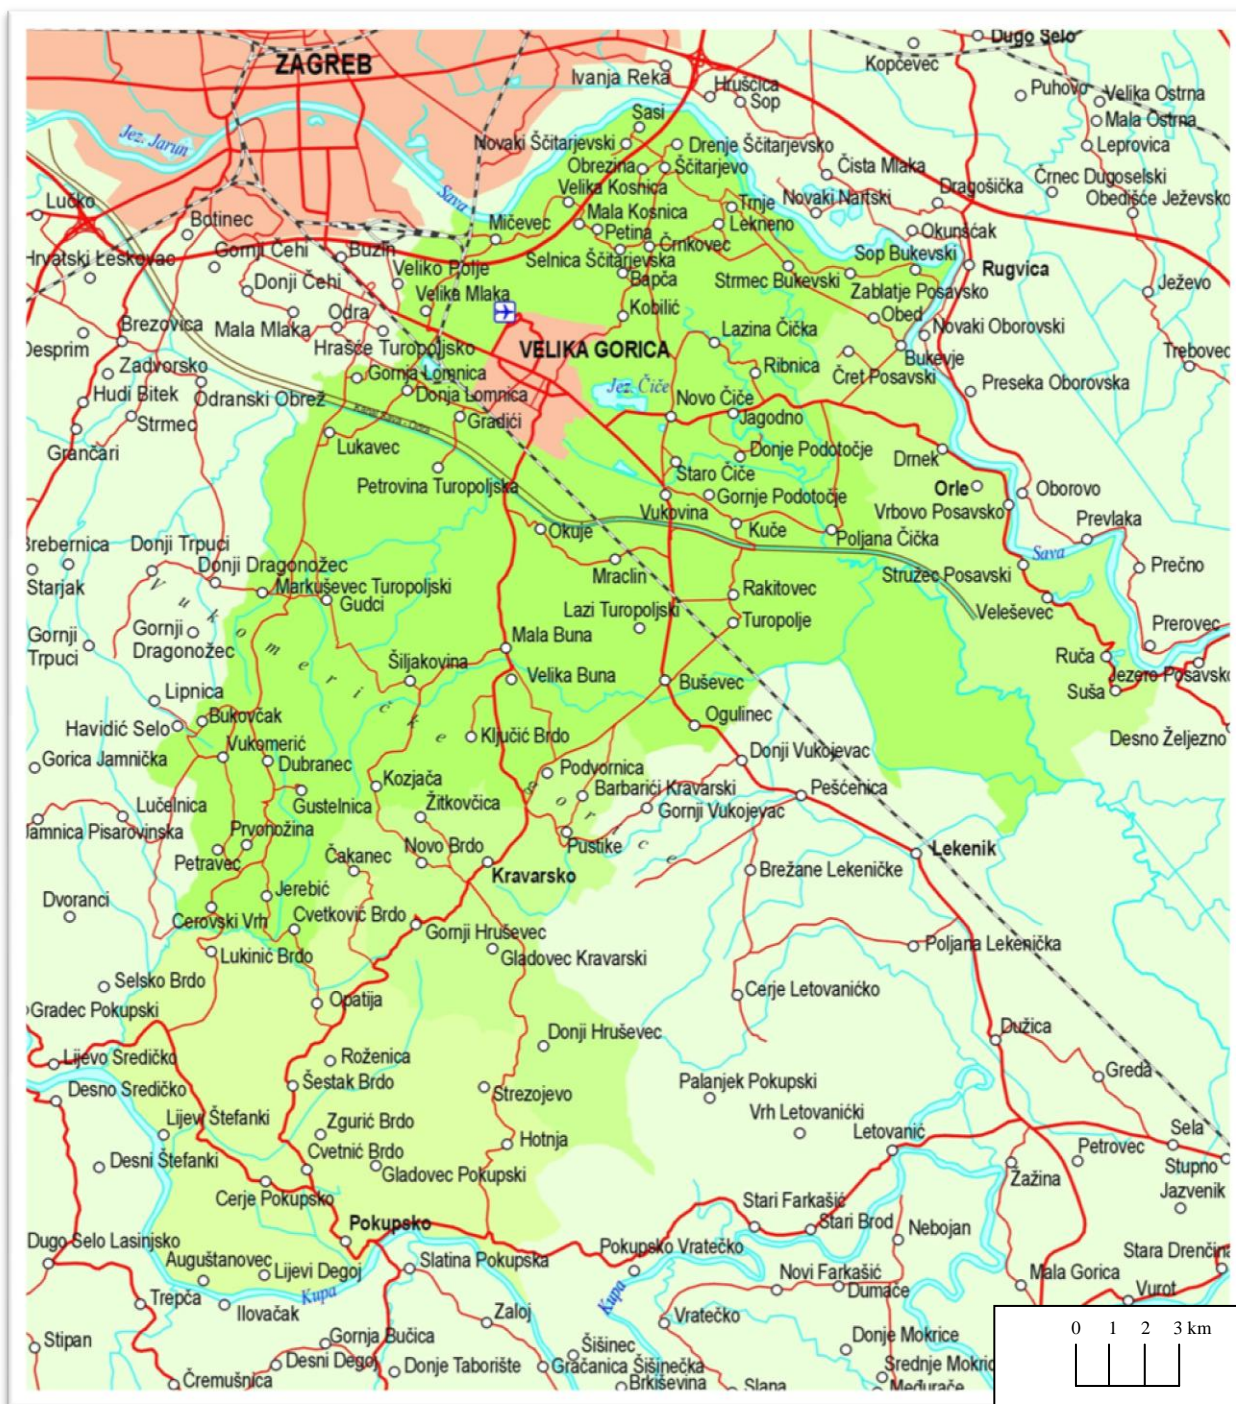 Dugo Selo
ZAGREB
Kopčevec
Ivanja Reka
Hrušćica
Puhovo
Velika Ostrna
Sop
Sasi
Mala Ostrna
Jez. Jarun
Novaki Ščitarjevski
Drenje Ščitarjevsko
Leprovica
Obrezina
Ščitarjevo
Čista Mlaka
Črnec Dugoselski
Sava
Velika Kosnica
Dragošička
Obedišće Ježevsko
Lučko
Trnje
Novaki Nartski
Botinec
Mala Kosnica
Mičevec
Petina
Lekneno
Okunšćak
Gornji Čehi
Buzin
Črnkovec
Hrvatski Leskovac
Selnica Ščitarjevska
Sop Bukevski
Rugvica
Veliko Polje
Bapča
Strmec Bukevski
Donji Čehi
Velika Mlaka
Zablatje Posavsko
Ježevo
Odra
Kobilić
Obed
Brezovica
Mala Mlaka
Lazina Čička
Novaki Oborovski
Desprim
Hrašće Turopoljsko
VELIKA GORICA
Bukevje
Trebovec
Zadvorsko
Gornja Lomnica
Ribnica
Čret Posavski
Hudi Bitek
Odranski Obrež
Donja Lomnica
Jez. Čiče
Novo Čiče
Preseka Oborovska
Strmec
Gradići
Jagodno
Lukavec
Grančari
Donje Podotočje
Drnek
Petrovina Turopoljska
Staro Čiče
Orle
Oborovo
Gornje Podotočje
Vukovina
Vrbovo Posavsko
Prevlaka
Okuje
Kuče
Poljana Čička
Brebernica
Donji Trpuci
Sava
Donji Dragonožec
Mraclin
Stružec Posavski
Prečno
Starjak
Markuševec Turopoljski
Rakitovec
Gudci
Lazi Turopoljski
Veleševec
Gornji
Trpuci
Gornji
Dragonožec
Mala Buna
Turopolje
Prerovec
Vukomeričke gorice
Šiljakovina
Velika Buna
Buševec
Ruča
Jezero Posavsko
Suša
Lipnica
Bukovčak
Ogulinec
Havidić Selo
Ključić Brdo
Desno Željezno
Vukomerić
Donji Vukojevac
Gorica Jamnička
Dubranec
Kozjača
Podvornica
Barbarići Kravarski
Pešćenica
Lučelnica
Gustelnica
Žitkovčica
Gornji Vukojevac
Jamnica Pisarovinska
Prvonožina
Pustike
Petravec
Čakanec
Novo Brdo
Lekenik
Kravarsko
Brežane Lekeničke
Dvoranci
Jerebić
Cerovski Vrh
Cvetković Brdo
Gornji Hruševec
Lukinić Brdo
Gladovec Kravarski
Poljana Lekenička
Selsko Brdo
Cerje Letovanićko
Gradec Pokupski
Opatija
Donji Hruševec
Dužica
Lijevo Sredičko
Roženica
Greda
Desno Sredičko
Šestak Brdo
Strezojevo
Palanjek Pokupski
Lijevi Štefanki
Zgurić Brdo
Vrh Letovanićki
Hotnja
Letovanić
Sela
Desni Štefanki
Cvetnić Brdo
Petrovec
Gladovec Pokupski
Stupno
Cerje Pokupsko
Žažina
Jazvenik
Stari Farkašić
Pokupsko
Stari Brod
Nebojan
Dugo Selo Lasinjsko
Pokupsko Vratečko
Stara Drenčina
Auguštanovec
Lijevi Degoj
Slatina Pokupska
Novi Farkašić
Mala Gorica
Kupa
Kupa
Dumače
Vurot
Trepča
Ilovačak
Zaloj
Vratečko
0 1 2 3 km
Stipan
Gornja Bučica
Šišinec
Donje Mokrice
Desni Degoj
Donje Taborište
Gračanica Šišinečka
Srednje Mokric
Čremušnica
Brkiševina
Slana
Međurače